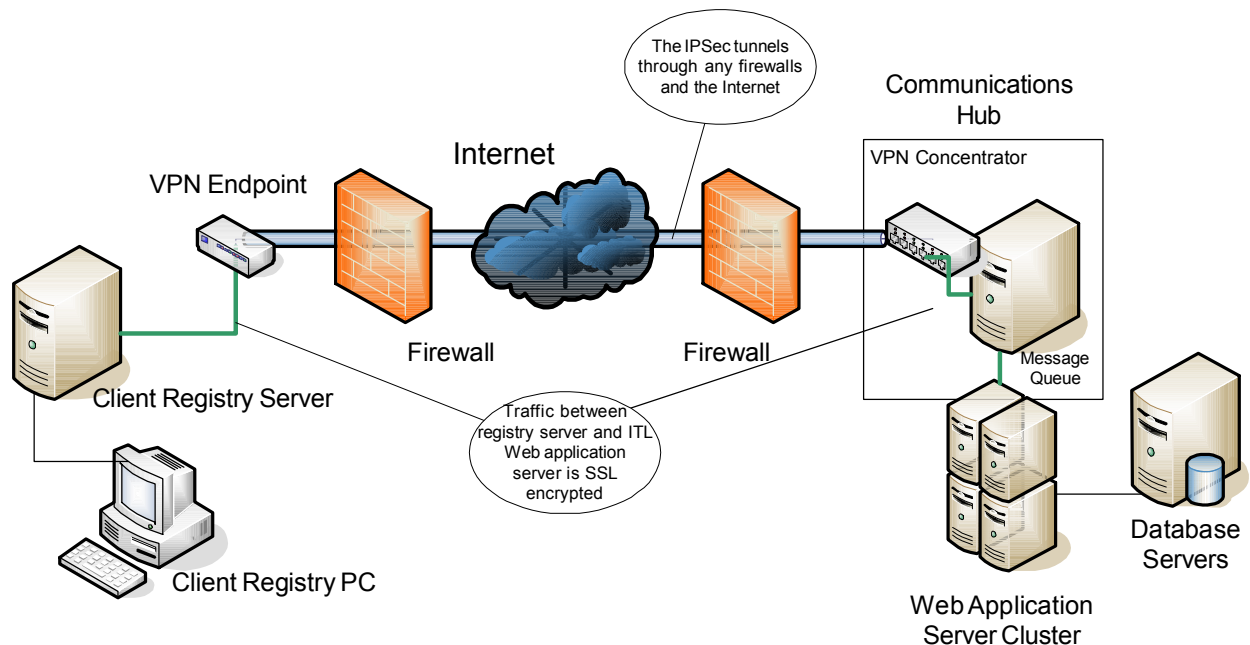 The IPSec tunnels
through any firewalls
and the Internet
Communications
Hub
VPN Concentrator
Internet
VPN Endpoint
Firewall
Firewall
Message
Queue
Client Registry Server
Traffic between
registry server and ITL
Web application
server is SSL
encrypted
Client Registry PC
Database
Servers
Web Application
Server Cluster